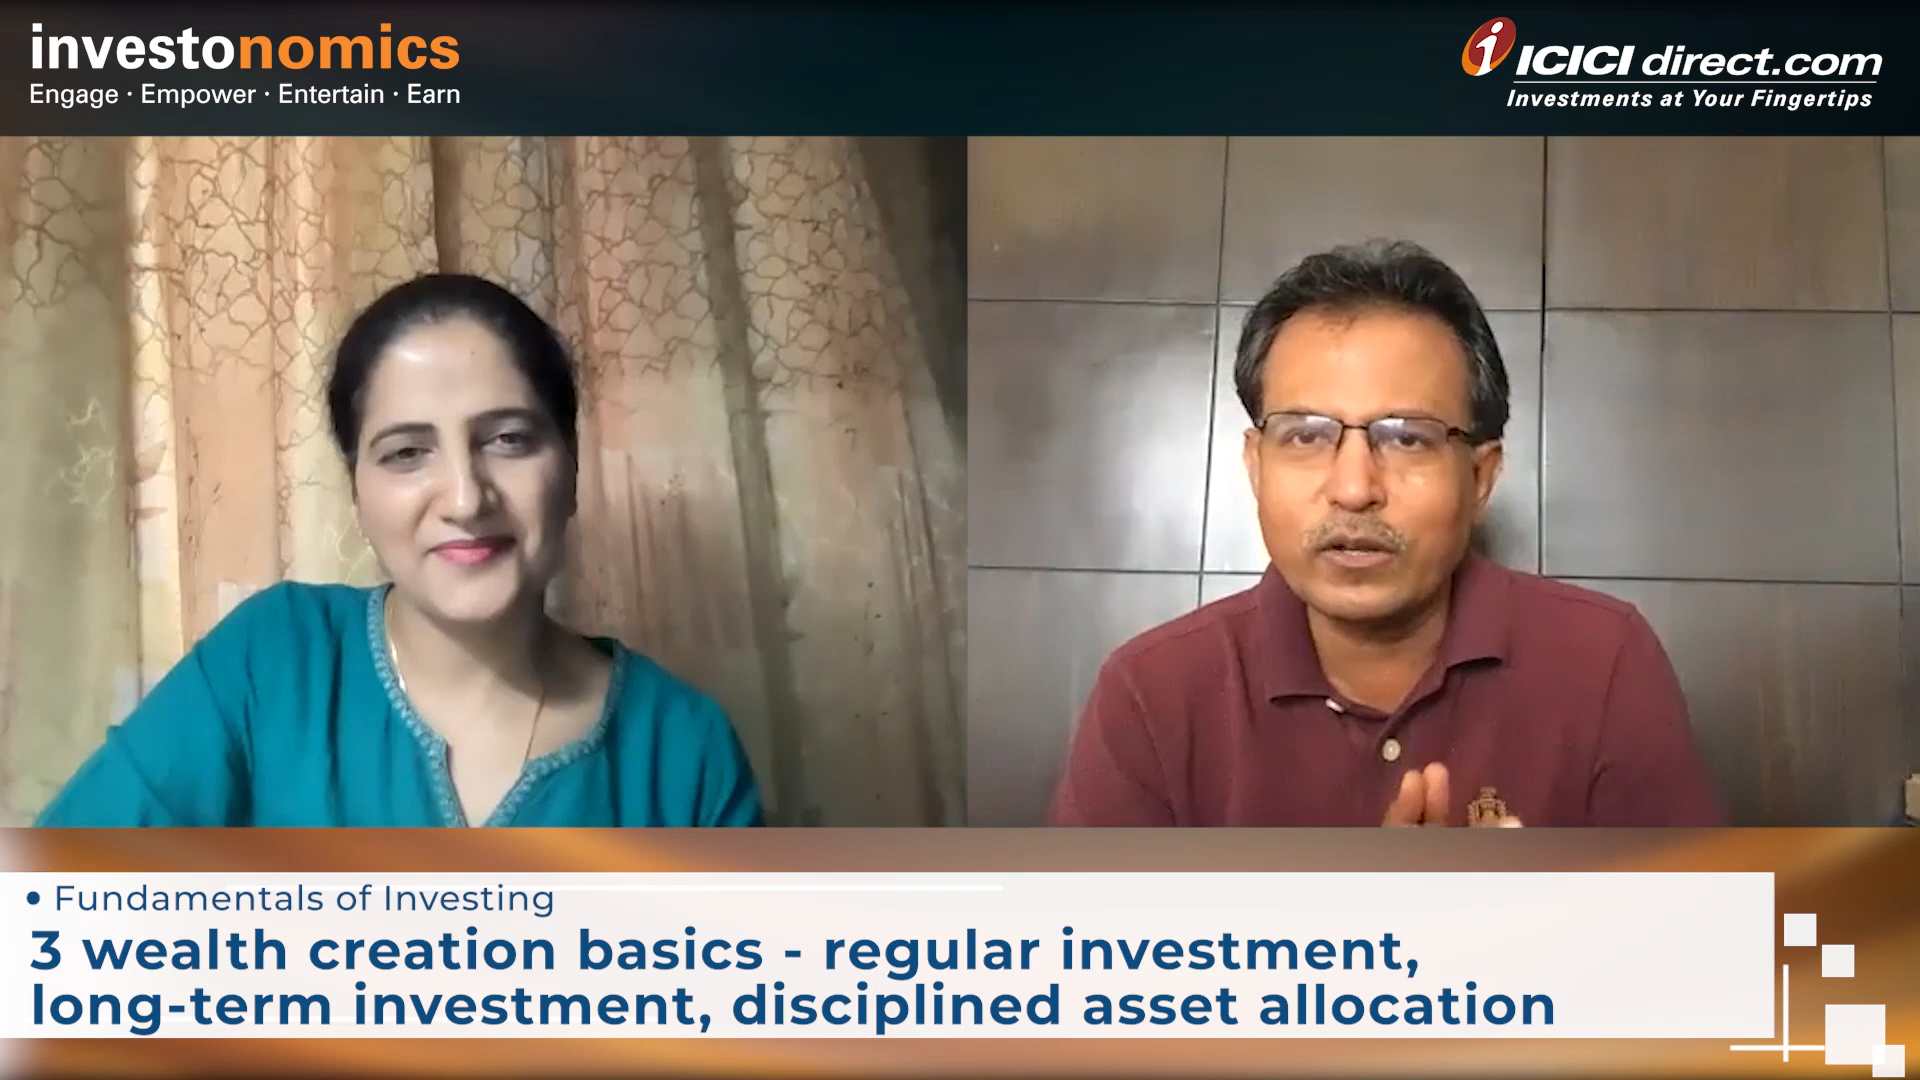 investonomics
Engage · Empower · Entertain · Earn
ICICI direct.com
Investments at Your Fingertips
• Fundamentals of Investing
3 wealth creation basics - regular investment,
long-term investment, disciplined asset allocation